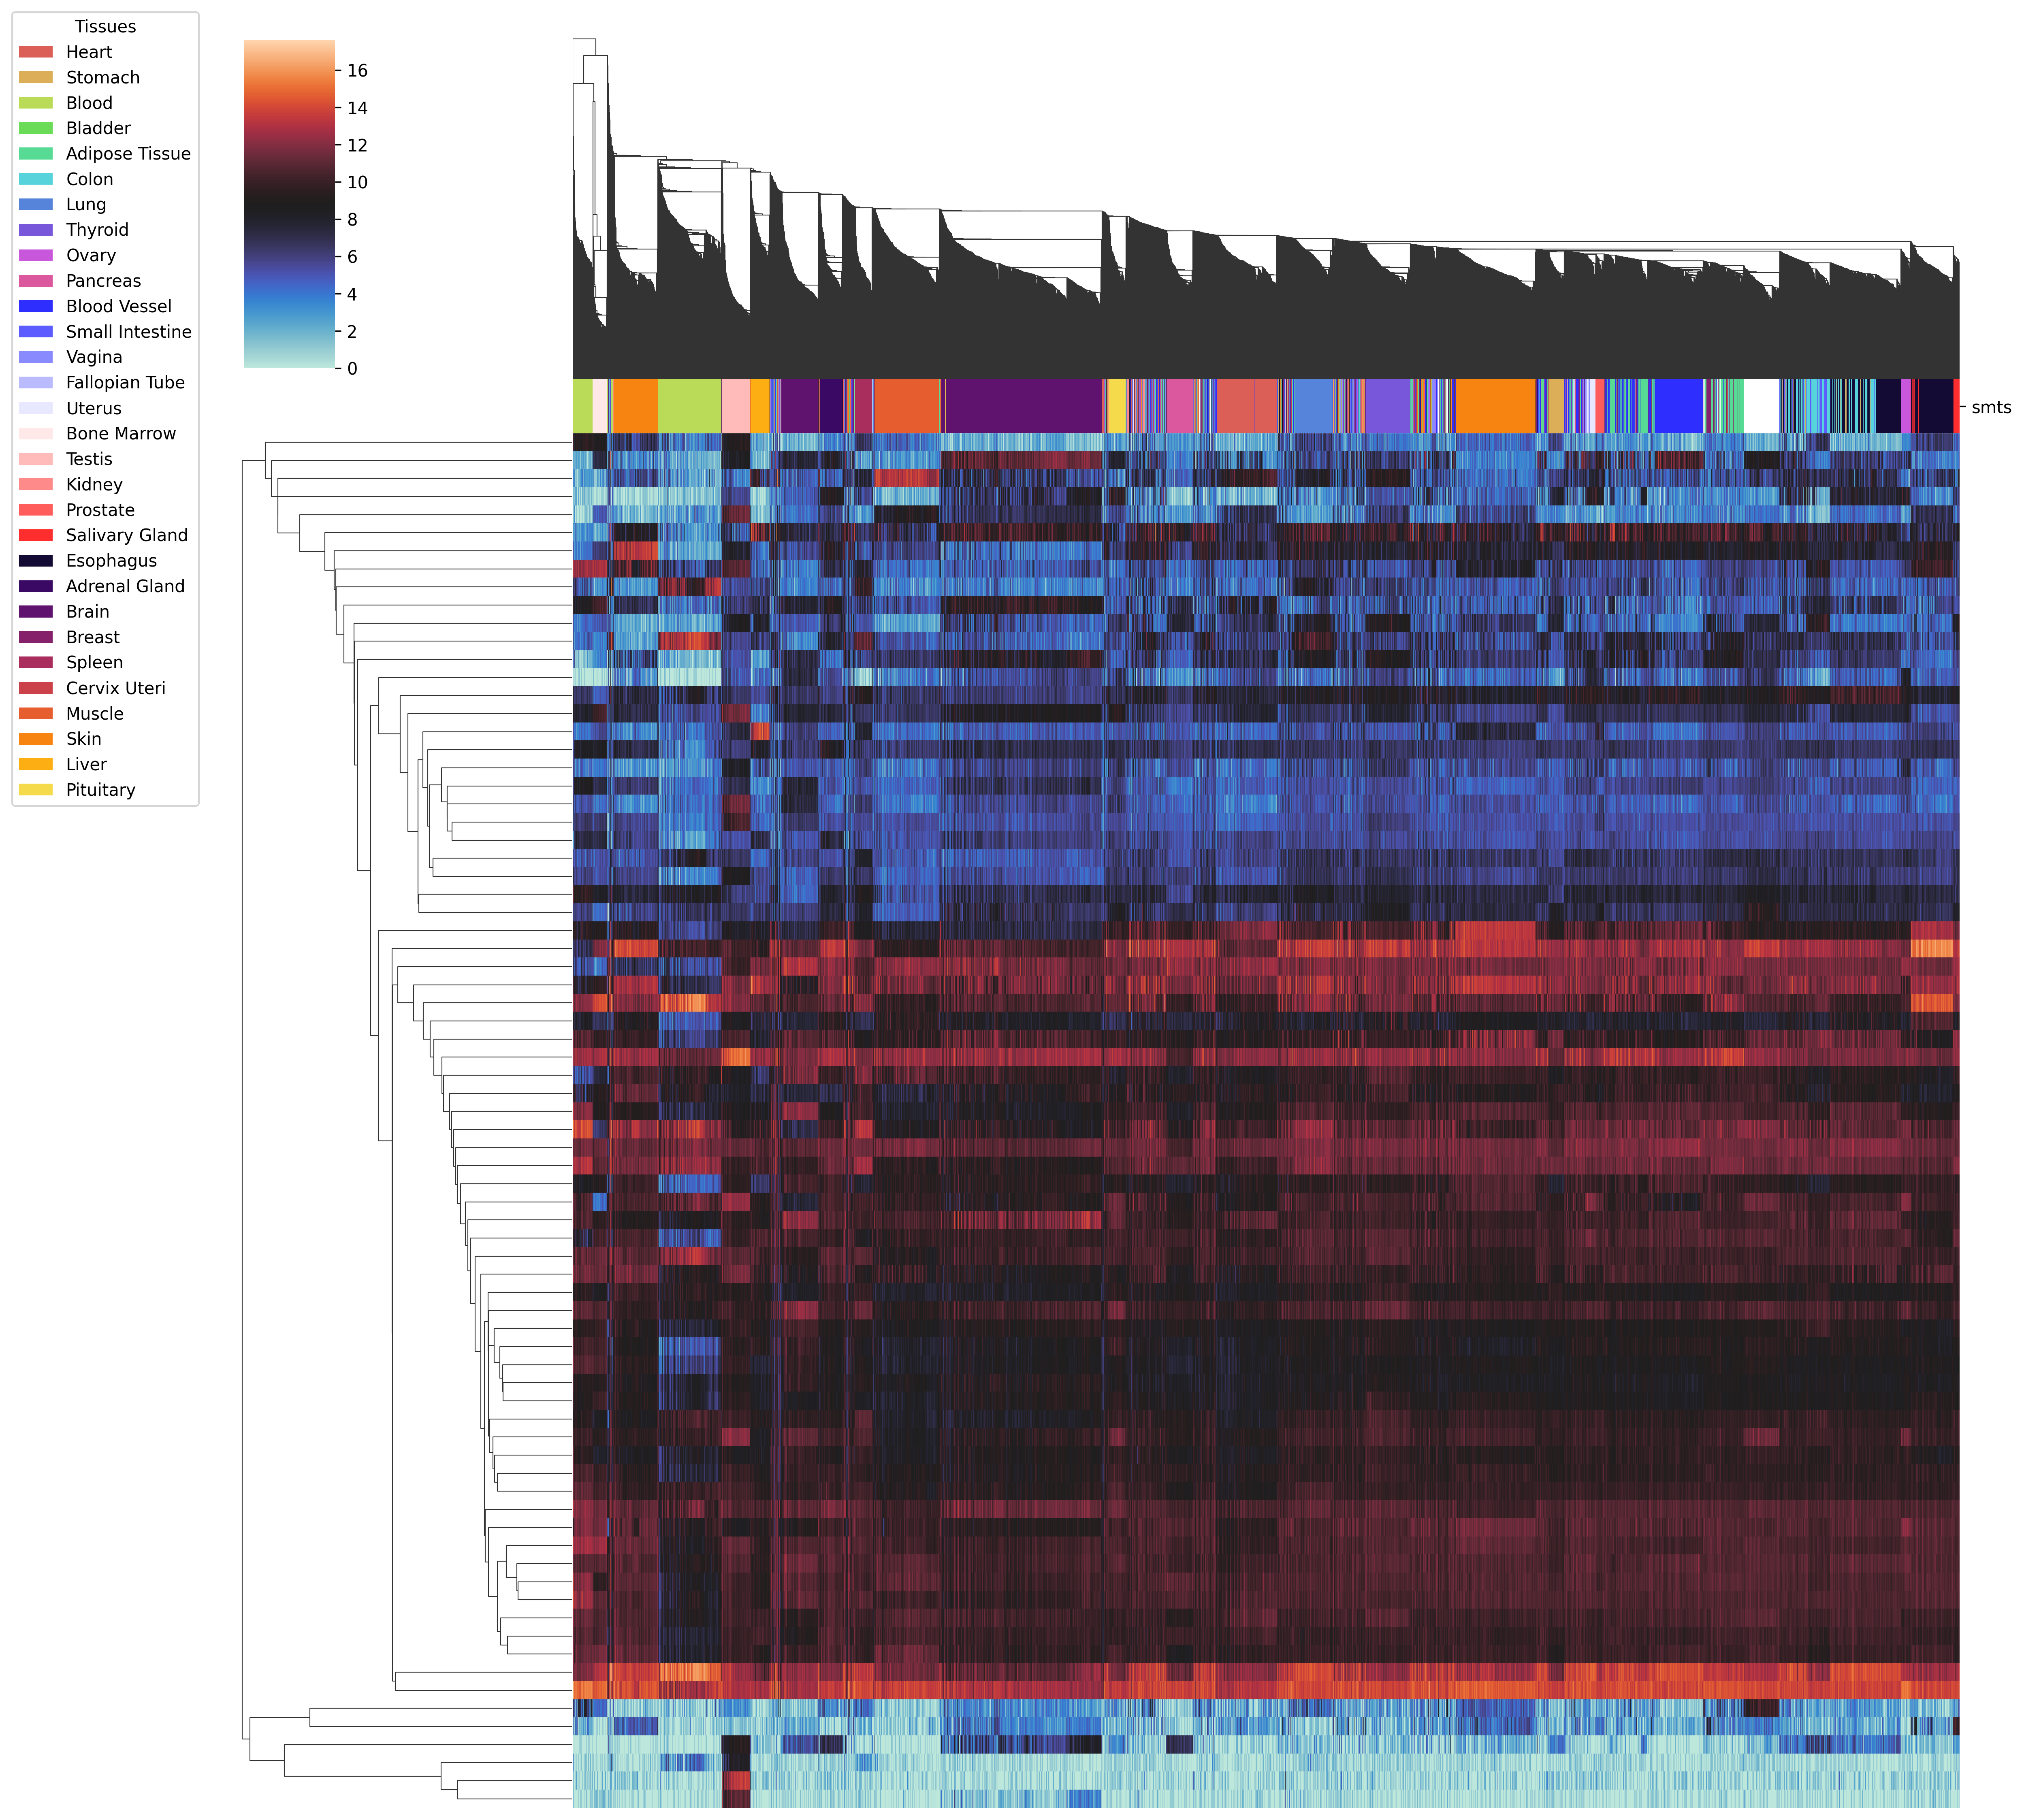 Tissues
Heart
Stomach
Blood
Bladder
Adipose Tissue
Colon
Lung
Thyroid
Ovary
Pancreas
Blood Vessel
Small Intestine
Vagina
Fallopian Tube
Uterus
Bone Marrow
Testis
Kidney
Prostate
Salivary Gland
Esophagus
Adrenal Gland
Brain
Breast
Spleen
Cervix Uteri
Muscle
Skin
Liver
Pituitary
16
14
12
10
8
6
4
2
0
smts